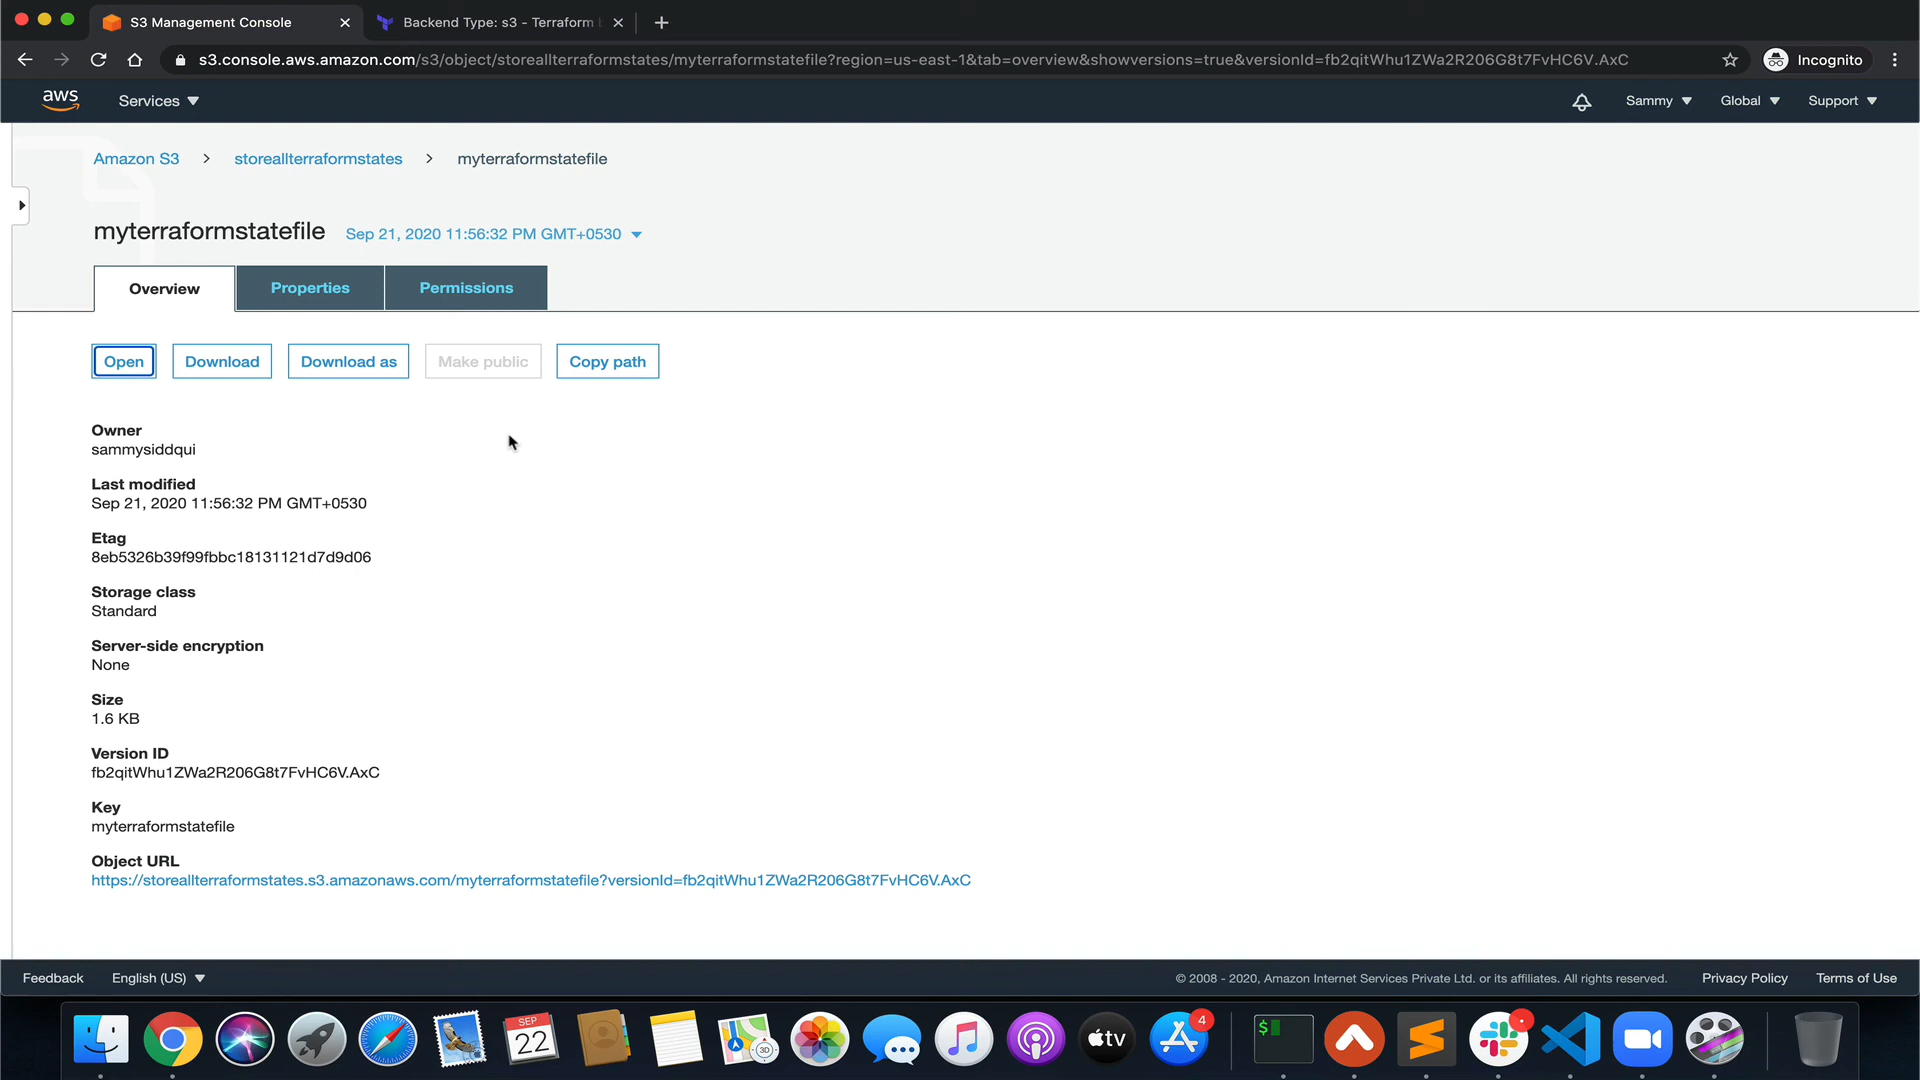 S3 Management Console
Backend Type: s3 - Terraform
s3.console.aws.amazon.com/s3/object/storeallterraformstates/myterraformstatefile?region=us-east-1&tab=overview&showversions=true&versionId=fb2qitWhu1ZWa2R206G8t7FvHC6V.AxC
Incognito
aws
Services
Sammy
Global
Support
Amazon S3 > storeallterraformstates > myterraformstatefile
myterraformstatefile
Sep 21, 2020 11:56:32 PM GMT+0530
Overview
Properties
Permissions
Open
Download
Download as
Make public
Copy path
Owner
sammysiddqui
Last modified
Sep 21, 2020 11:56:32 PM GMT+0530
Etag
8eb5326b39f99fbbc18131121d7d9d06
Storage class
Standard
Server-side encryption
None
Size
1.6 KB
Version ID
fb2qitWhu1ZWa2R206G8t7FvHC6V.AxC
Key
myterraformstatefile
Object URL
https://storeallterraformstates.s3.amazonaws.com/myterraformstatefile?versionId=fb2qitWhu1ZWa2R206G8t7FvHC6V.AxC
Feedback
English (US)
© 2008 - 2020, Amazon Internet Services Private Ltd. or its affiliates. All rights reserved.
Privacy Policy
Terms of Use
SEP
22
3D
tv
4
$